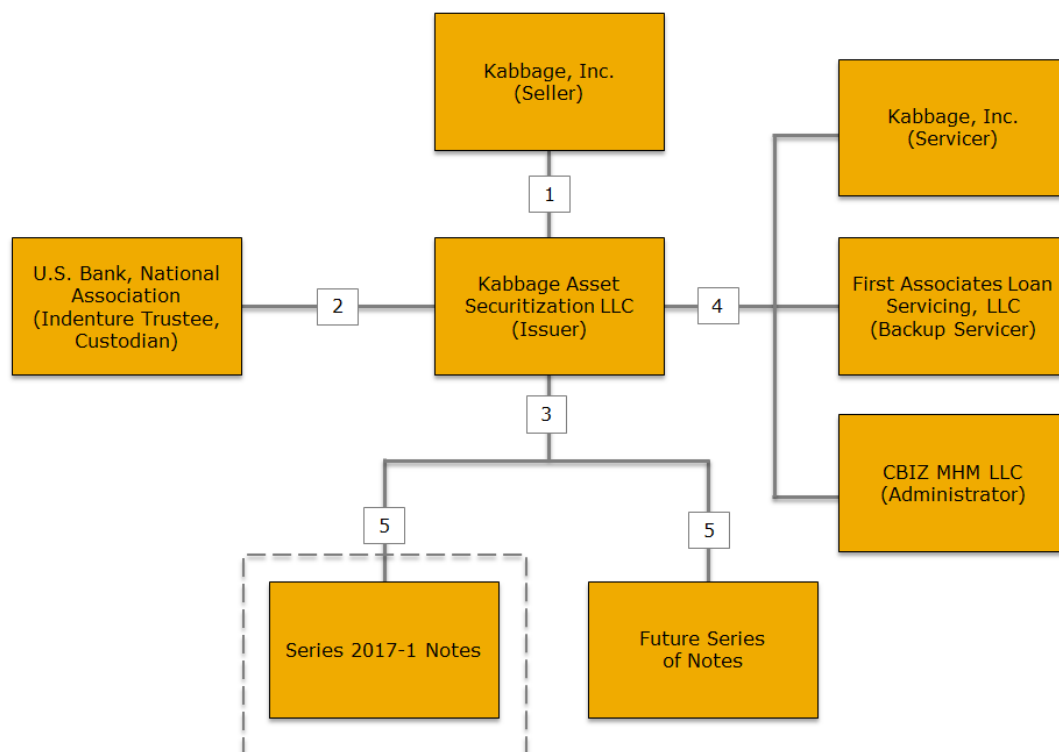 Kabbage, Inc.
(Seller)
Kabbage, Inc.
(Servicer)
1
U.S. Bank, National
Association
(Indenture Trustee,
Custodian)
2
Kabbage Asset
Securitization LLC
(Issuer)
4
First Associates Loan
Servicing, LLC
(Backup Servicer)
3
CBIZ MHM LLC
(Administrator)
5
5
Series 2017-1 Notes
Future Series
of Notes